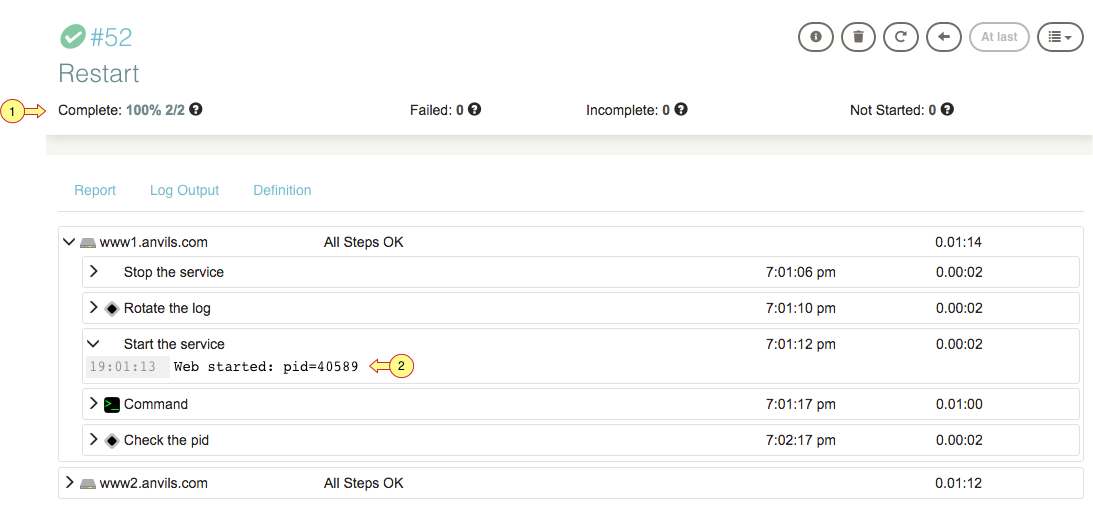 #52
At last
Restart
1
Complete: 100% 2/2 Failed: 0 Incomplete: 0 Not Started: 0
Report Log Output Definition
www1.anvils.com All Steps OK 0.01:14
Stop the service 7:01:06 pm 0.00:02
Rotate the log 7:01:10 pm 0.00:02
Start the service 7:01:12 pm 0.00:02
19:01:13 Web started: pid=40589 2
Command 7:01:17 pm 0.01:00
Check the pid 7:02:17 pm 0.00:02
www2.anvils.com All Steps OK 0.01:12